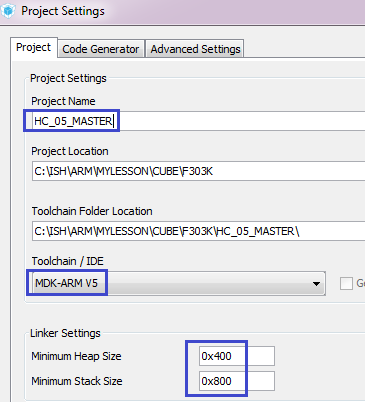 Project Settings
Project Code Generator Advanced Settings
Project Settings
Project Name
HC_05_MASTER
Project Location
C:\ISH\ARM\MYLESSON\CUBE\F303K
Toolchain Folder Location
C:\ISH\ARM\MYLESSON\CUBE\F303K\HC_05_MASTER\
Toolchain / IDE
MDK-ARM V5
Linker Settings
Minimum Heap Size 0x400
Minimum Stack Size 0x800